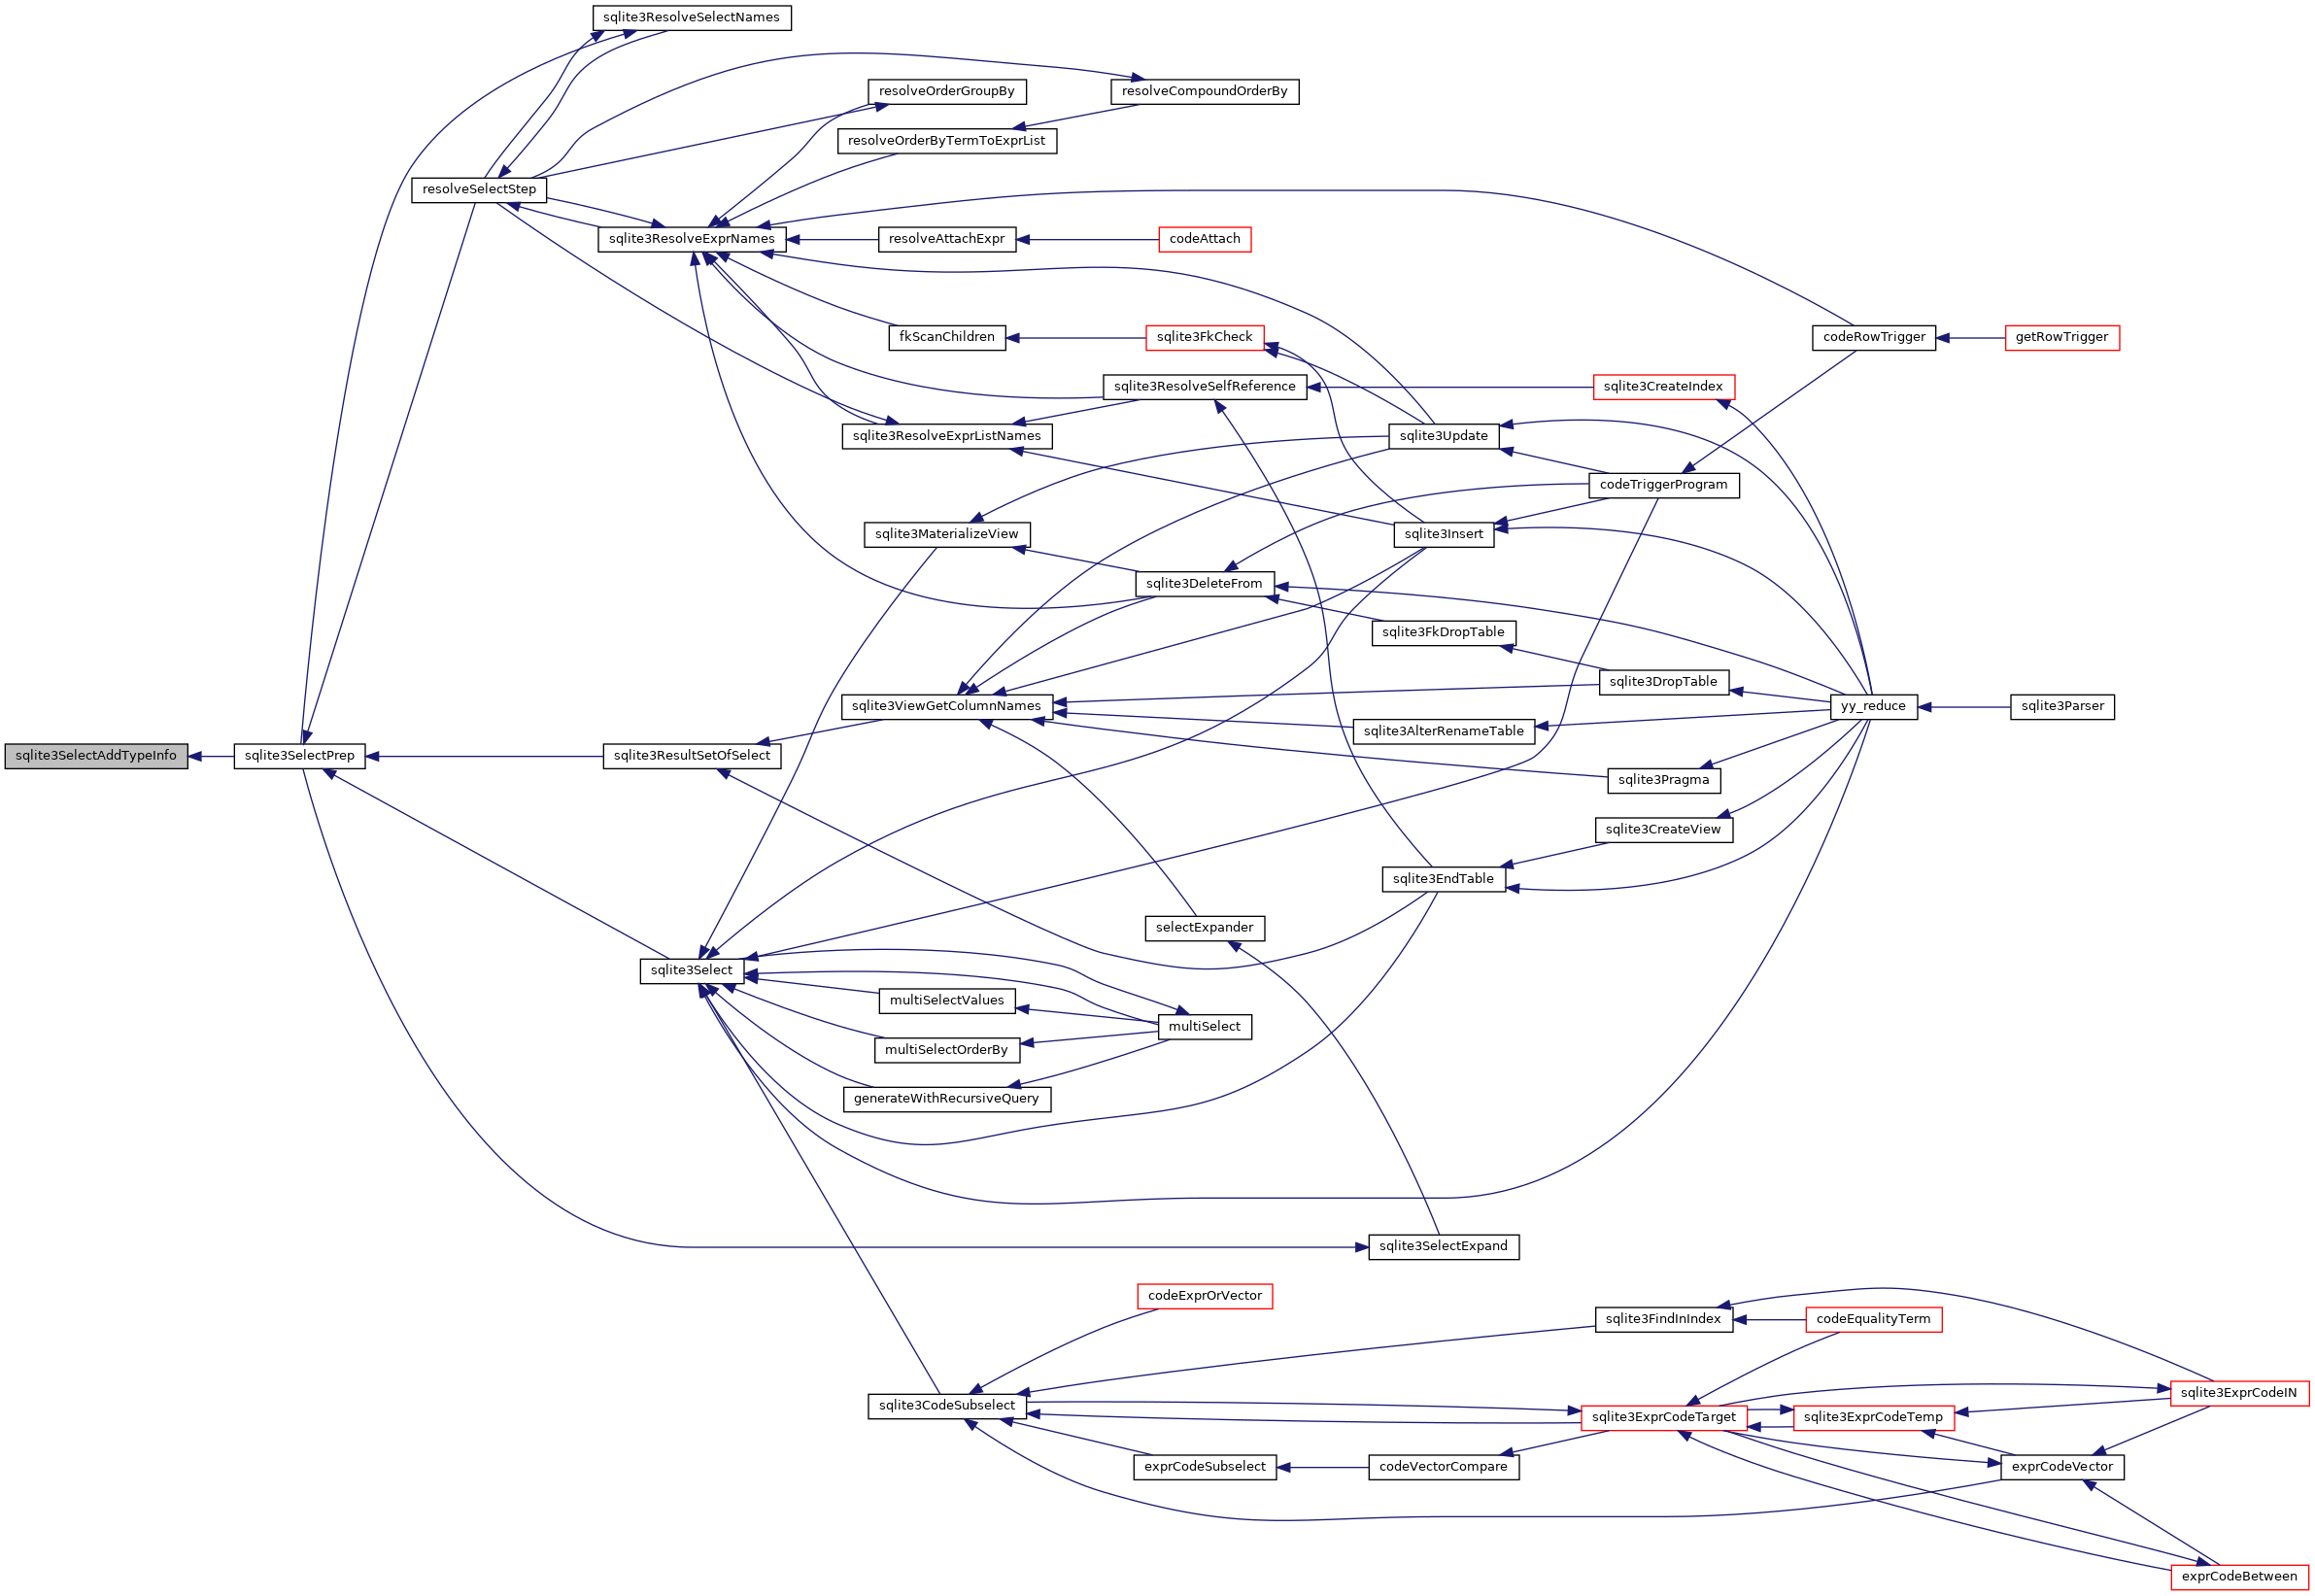 sqlite3ResolveSelectNames
resolveOrderGroupBy
resolveCompoundOrderBy
resolveOrderByTermToExprList
resolveSelectStep
sqlite3ResolveExprNames
resolveAttachExpr
codeAttach
fkScanChildren
sqlite3FkCheck
codeRowTrigger
getRowTrigger
sqlite3ResolveSelfReference
sqlite3CreateIndex
sqlite3ResolveExprListNames
sqlite3Update
codeTriggerProgram
sqlite3MaterializeView
sqlite3Insert
sqlite3DeleteFrom
sqlite3FkDropTable
sqlite3DropTable
sqlite3ViewGetColumnNames
yy_reduce
sqlite3Parser
sqlite3AlterRenameTable
sqlite3SelectAddTypeInfo
sqlite3SelectPrep
sqlite3ResultSetOfSelect
sqlite3Pragma
sqlite3CreateView
sqlite3EndTable
selectExpander
sqlite3Select
multiSelectValues
multiSelect
multiSelectOrderBy
generateWithRecursiveQuery
sqlite3SelectExpand
codeExprOrVector
sqlite3FindInIndex
codeEqualityTerm
sqlite3ExprCodeIN
sqlite3CodeSubselect
sqlite3ExprCodeTarget
sqlite3ExprCodeTemp
exprCodeSubselect
codeVectorCompare
exprCodeVector
exprCodeBetween